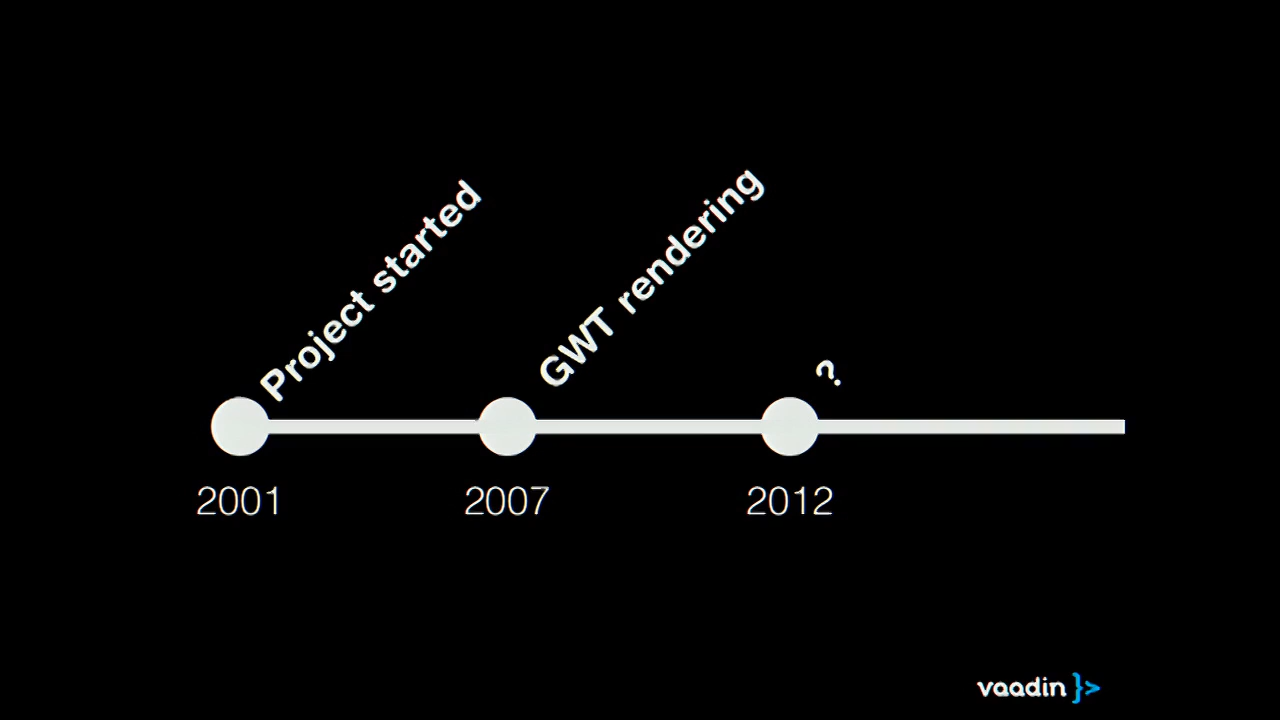 Project started
GWT rendering
?
2001
2007
2012
vaadin }>